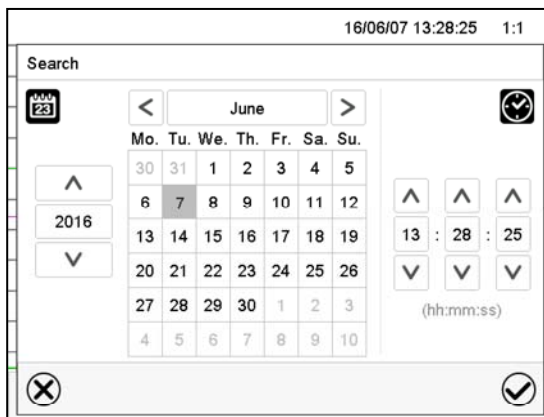 16/06/07 13:28:25 1:1
Search
23
June
Mo. Tu. We. Th. Fr. Sa. Su.
30 31 1 2 3 4 5
6 7 8 9 10 11 12
2016
13 14 15 16 17 18 19
13 : 28 : 25
20 21 22 23 24 25 26
27 28 29 30 1 2 3
(hh:mm:ss)
4 5 6 7 8 9 10